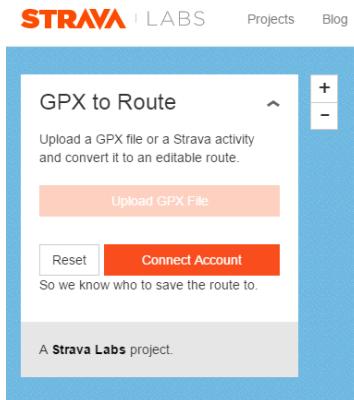 STRAVA LABS Projects Blog
GPX to Route
+
−
Upload a GPX file or a Strava activity
and convert it to an editable route.
Upload GPX File
Reset Connect Account
So we know who to save the route to.
A Strava Labs project.